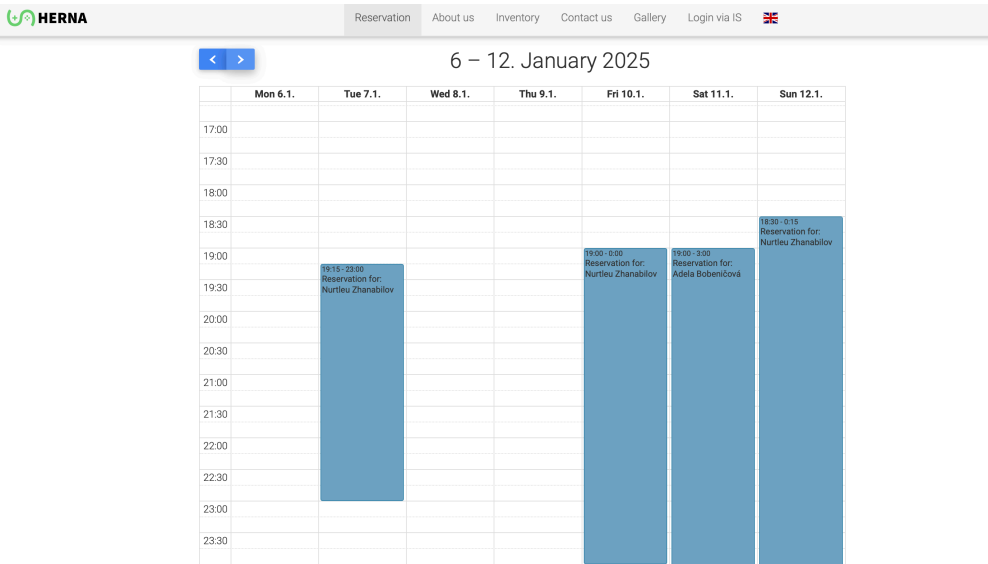 HERNA
Reservation
About us
Inventory
Contact us
Gallery
Login via IS
6 – 12. January 2025
Mon 6.1.
Tue 7.1.
Wed 8.1.
Thu 9.1.
Fri 10.1.
Sat 11.1.
Sun 12.1.
17:00
17:30
18:00
18:30
18:30 - 0:15
Reservation for:
Nurtleu Zhanabilov
19:00
19:00 - 0:00
Reservation for:
Nurtleu Zhanabilov
19:00 - 3:00
Reservation for:
Adela Bobeničová
19:15 - 23:00
Reservation for:
Nurtleu Zhanabilov
19:30
20:00
20:30
21:00
21:30
22:00
22:30
23:00
23:30